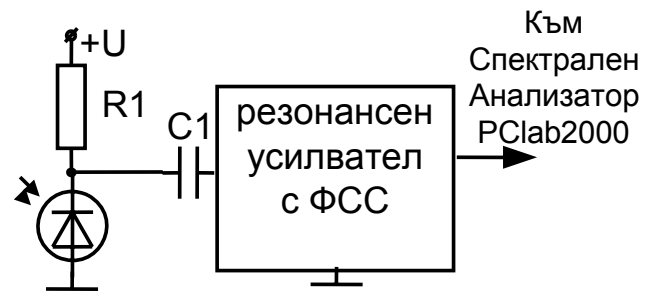 +U
R1
C1
резонансен
усилвател
с ФСС
Към
Спектрален
Анализатор
PClab2000